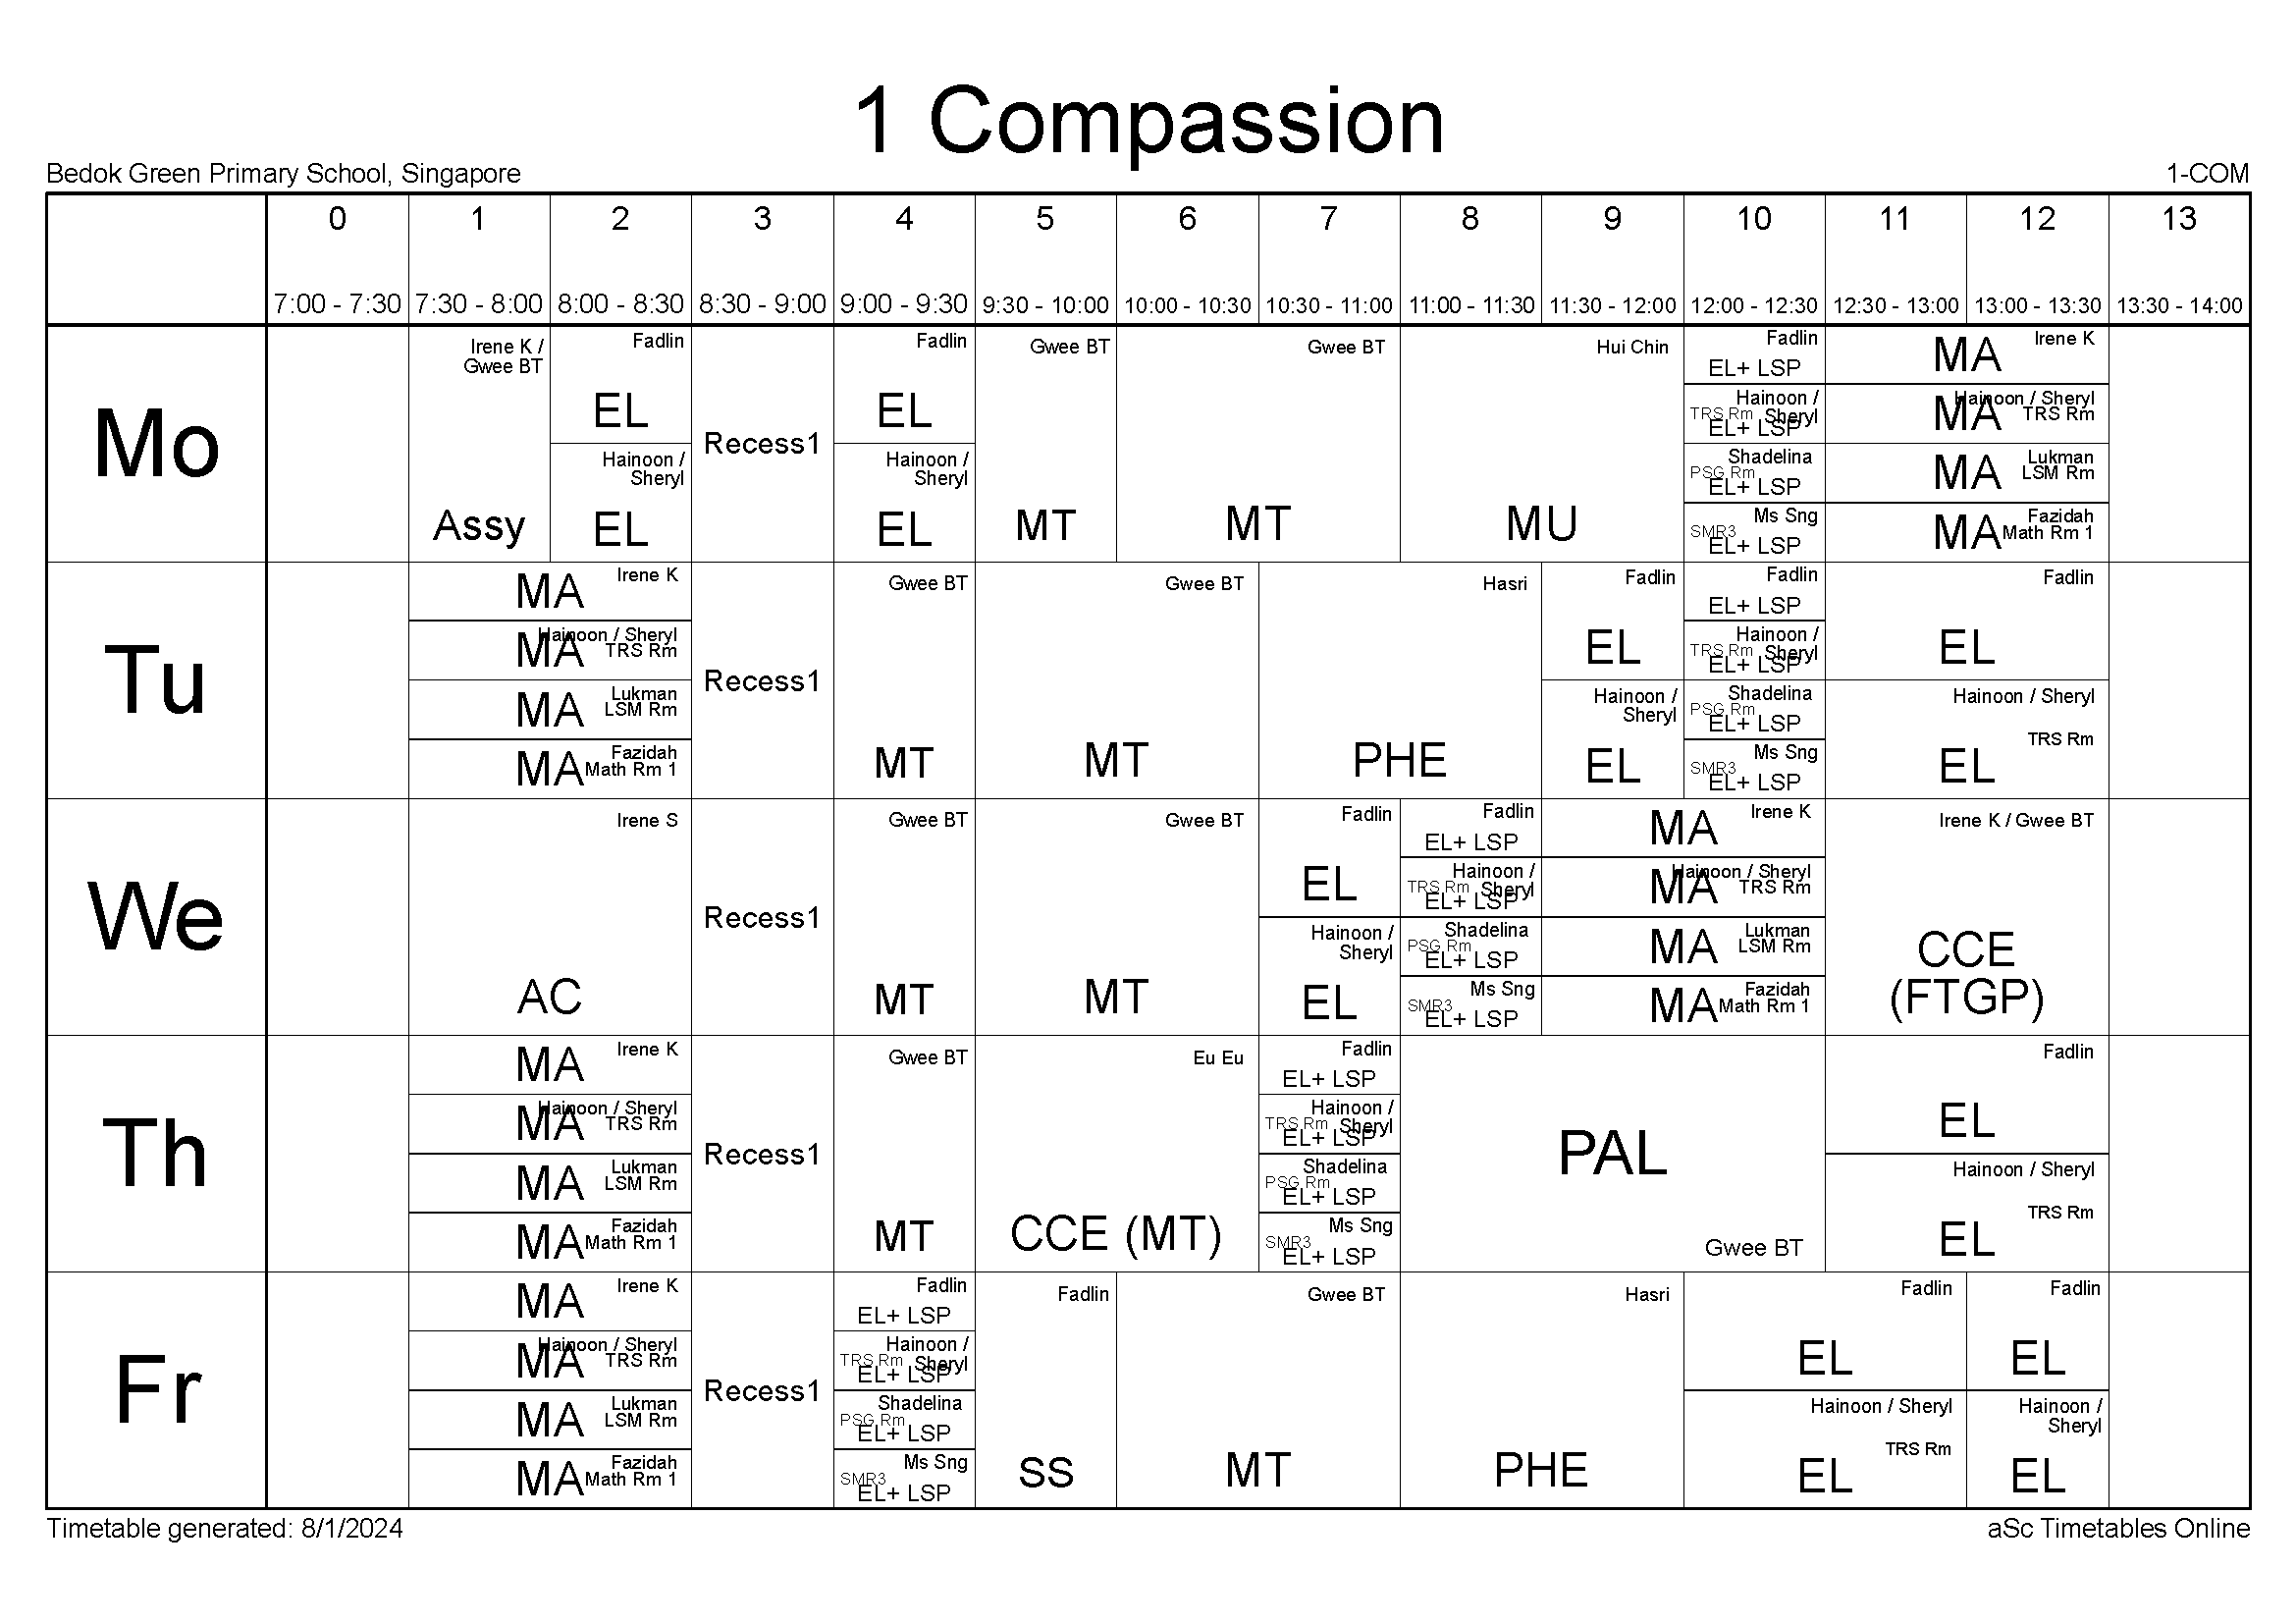 1 Compassion
Bedok Green Primary School, Singapore
1-COM
0 1 2 3 4 5 6 7 8 9 10 11 12 13
7:00 - 7:30 7:30 - 8:00 8:00 - 8:30 8:30 - 9:00 9:00 - 9:30 9:30 - 10:00 10:00 - 10:30 10:30 - 11:00 11:00 - 11:30 11:30 - 12:00 12:00 - 12:30 12:30 - 13:00 13:00 - 13:30 13:30 - 14:00
Mo
Irene K /
Gwee BT
Assy
Fadlin
EL
Hainoon /
Sheryl
EL
Recess1
Fadlin
EL
Hainoon /
Sheryl
EL
Gwee BT
MT
Gwee BT
MT
Hui Chin
MU
Fadlin
EL+ LSP
Hainoon /
TRS Rm Sheryl
EL+ LSP
Shadelina
PSG Rm
EL+ LSP
Ms Sng
SMR3
EL+ LSP
Irene K
MA
Hainoon / Sheryl
MA TRS Rm
Lukman
MA LSM Rm
Fazidah
MA Math Rm 1
Tu
Irene K
MA
Hainoon / Sheryl
MA TRS Rm
Lukman
MA LSM Rm
Fazidah
MA Math Rm 1
Recess1
Gwee BT
MT
Gwee BT
MT
Hasri
PHE
Fadlin
EL
Hainoon /
Sheryl
EL
Fadlin
EL+ LSP
Hainoon /
TRS Rm Sheryl
EL+ LSP
Shadelina
PSG Rm
EL+ LSP
Ms Sng
SMR3
EL+ LSP
Fadlin
EL
Hainoon / Sheryl
TRS Rm
EL
We
Irene S
AC
Recess1
Gwee BT
MT
Gwee BT
MT
Fadlin
EL
Hainoon /
Sheryl
EL
Fadlin
EL+ LSP
Hainoon /
TRS Rm Sheryl
EL+ LSP
Shadelina
PSG Rm
EL+ LSP
Ms Sng
SMR3
EL+ LSP
Irene K
MA
Hainoon / Sheryl
MA TRS Rm
Lukman
MA LSM Rm
Fazidah
MA Math Rm 1
Irene K / Gwee BT
CCE
(FTGP)
Th
Irene K
MA
Hainoon / Sheryl
MA TRS Rm
Lukman
MA LSM Rm
Fazidah
MA Math Rm 1
Recess1
Gwee BT
MT
Eu Eu
CCE (MT)
Fadlin
EL+ LSP
Hainoon /
TRS Rm Sheryl
EL+ LSP
Shadelina
PSG Rm
EL+ LSP
Ms Sng
SMR3
EL+ LSP
PAL
Gwee BT
Fadlin
EL
Hainoon / Sheryl
TRS Rm
EL
Fr
Irene K
MA
Hainoon / Sheryl
MA TRS Rm
Lukman
MA LSM Rm
Fazidah
MA Math Rm 1
Recess1
Fadlin
EL+ LSP
Hainoon /
TRS Rm Sheryl
EL+ LSP
Shadelina
PSG Rm
EL+ LSP
Ms Sng
SMR3
EL+ LSP
Fadlin
SS
Gwee BT
MT
Hasri
PHE
Fadlin
EL
Hainoon / Sheryl
TRS Rm
EL
Fadlin
EL
Hainoon /
Sheryl
EL
Timetable generated: 8/1/2024
aSc Timetables Online